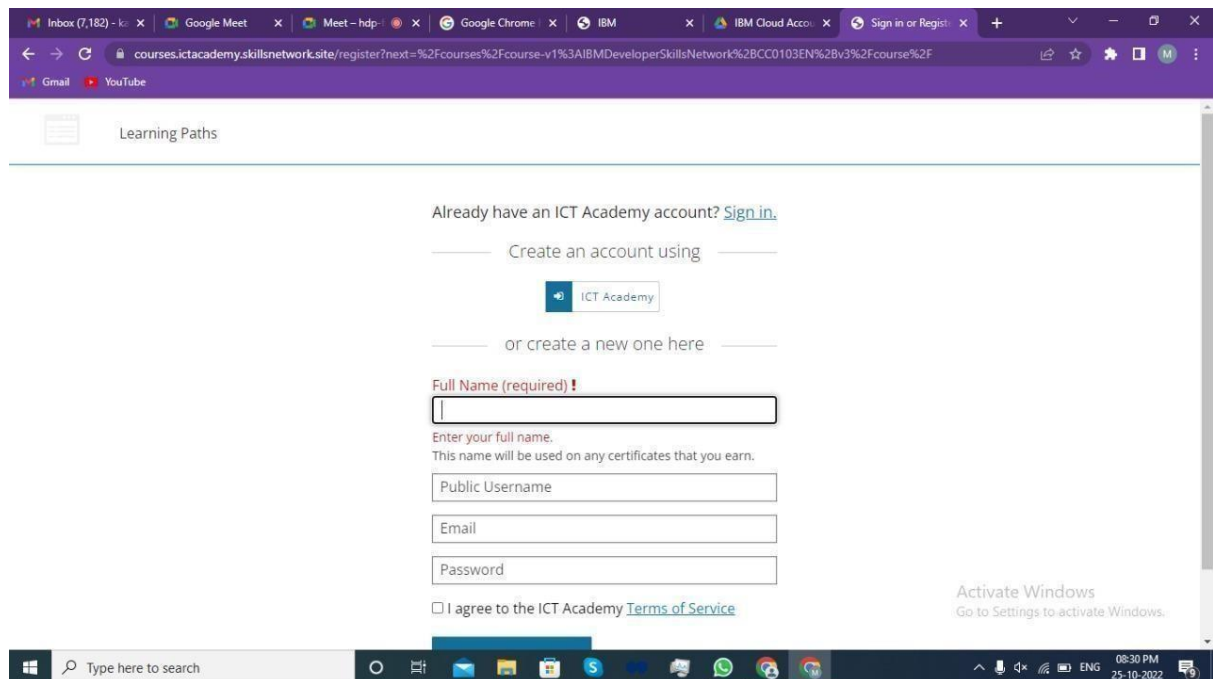 Inbox (7,182) - ka
Google Meet
Meet – hdp-
Google Chrome
IBM
IBM Cloud Accou
Sign in or Regist
courses.ictacademy.skillsnetwork.site/register?next=%2Fcourses%2Fcourse-v1%3AIBMDeveloperSkillsNetwork%2BCC0103EN%2Bv3%2Fcourse%2F
M
Gmail
YouTube
Learning Paths
Already have an ICT Academy account? Sign in.
Create an account using
ICT Academy
or create a new one here
Full Name (required) !
Enter your full name.
This name will be used on any certificates that you earn.
Public Username
Email
Password
I agree to the ICT Academy Terms of Service
Activate Windows
Go to Settings to activate Windows.
Type here to search
ENG
08:30 PM
25-10-2022